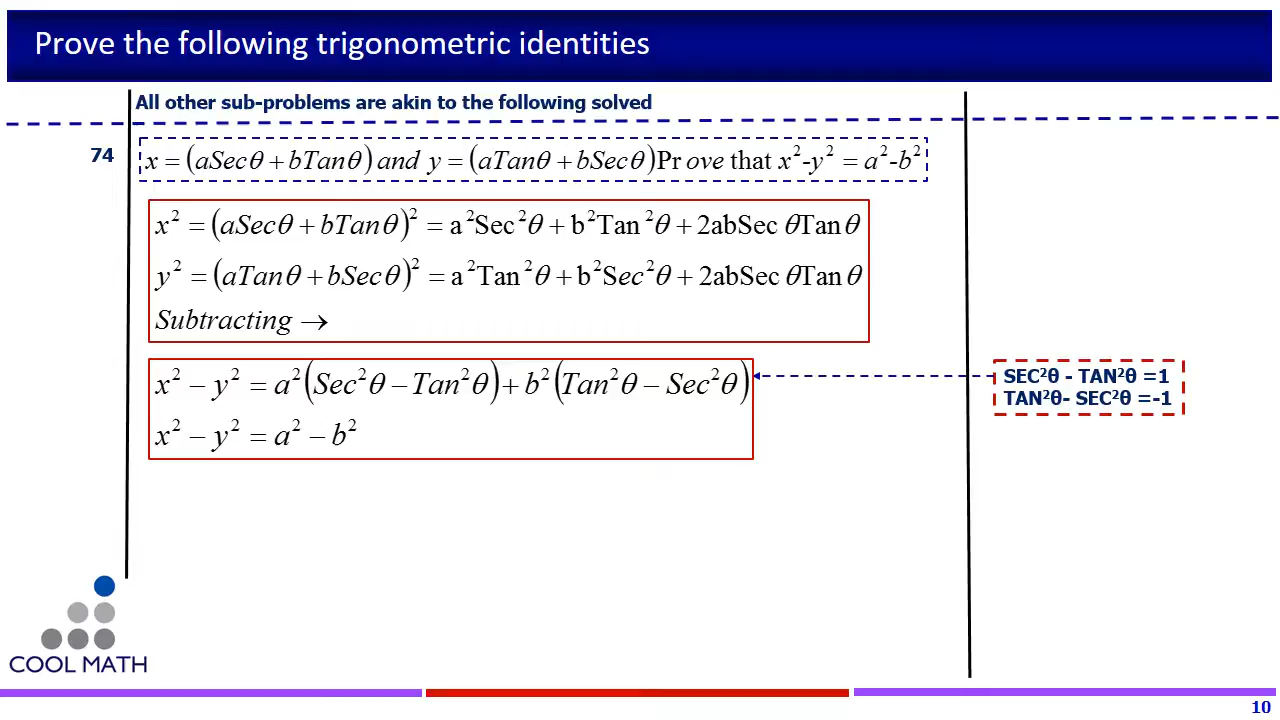 Prove the following trigonometric identities
All other sub-problems are akin to the following solved
74
x = (aSecθ + bTanθ) and y = (aTanθ + bSecθ) Pr ove that x²-y² = a²-b²
x² = (aSecθ + bTanθ)² = a²Sec²θ + b²Tan²θ + 2abSec θTan θ
y² = (aTanθ + bSecθ)² = a²Tan²θ + b²Sec²θ + 2abSec θTan θ
Subtracting →
x² − y² = a²(Sec²θ − Tan²θ) + b²(Tan²θ − Sec²θ)
x² − y² = a² − b²
SEC²θ - TAN²θ =1
TAN²θ- SEC²θ =-1
COOL MATH
10